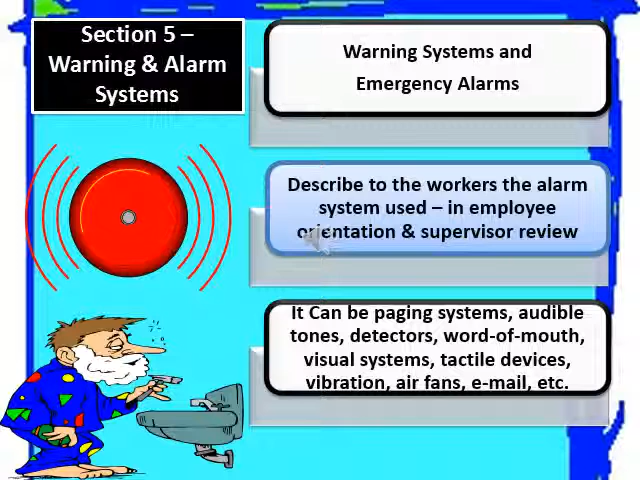 Section 5 –
Warning & Alarm
Systems
Warning Systems and
Emergency Alarms
Describe to the workers the alarm
system used – in employee
orientation & supervisor review
It Can be paging systems, audible
tones, detectors, word-of-mouth,
visual systems, tactile devices,
vibration, air fans, e-mail, etc.